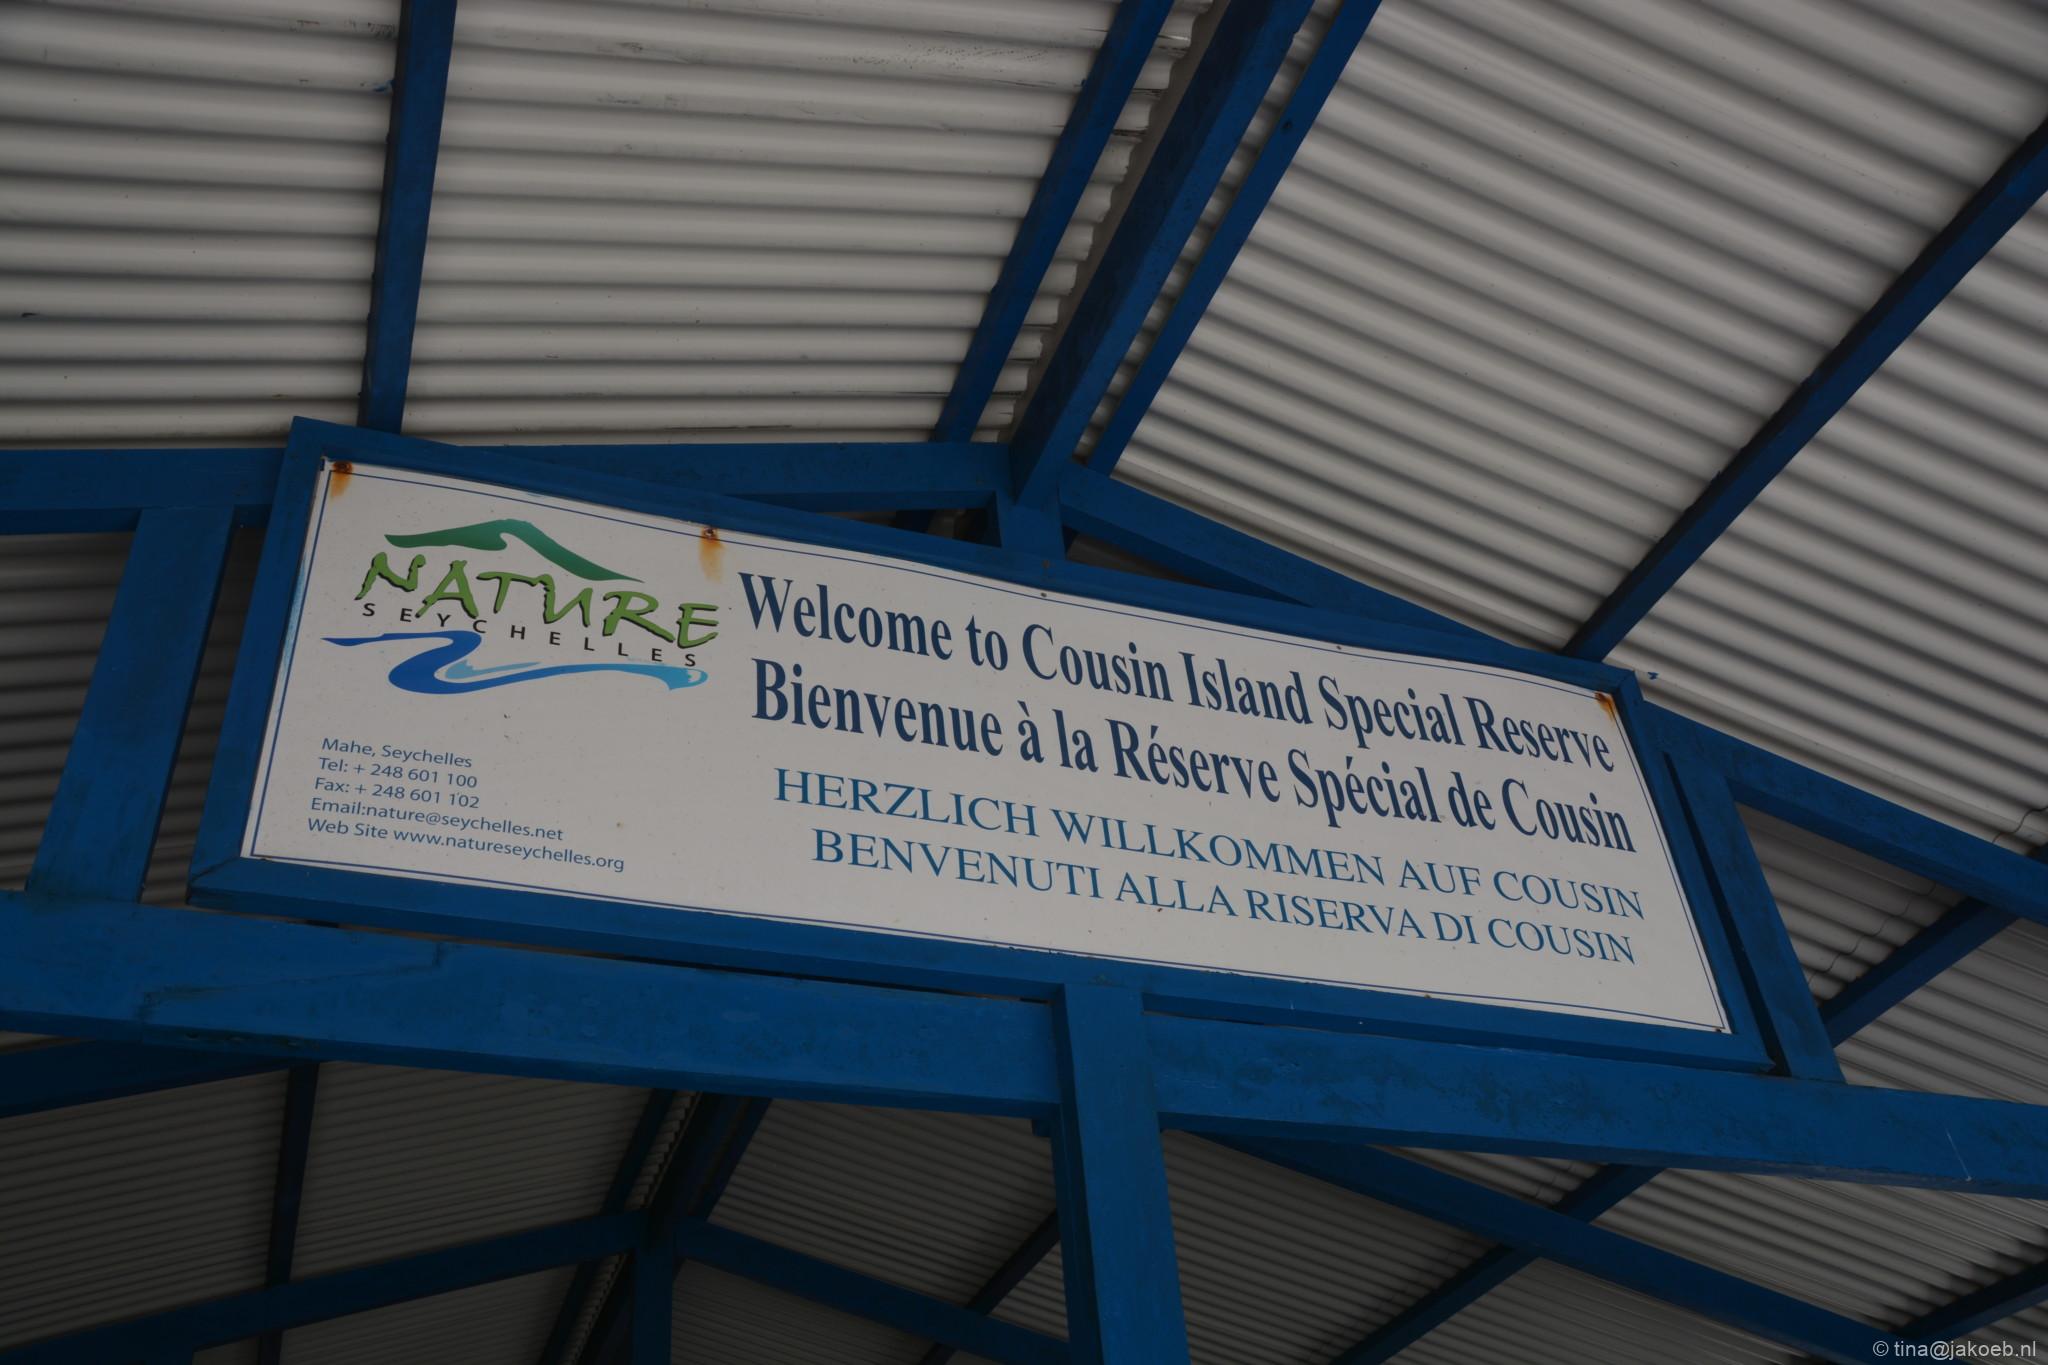 NATURE
SEYCHELLES
Mahe, Seychelles
Tel: + 248 601 100
Fax: + 248 601 102
Email:nature@seychelles.net
Web Site www.natureseychelles.org
Welcome to Cousin Island Special Reserve
Bienvenue à la Réserve Spécial de Cousin
HERZLICH WILLKOMMEN AUF COUSIN
BENVENUTI ALLA RISERVA DI COUSIN
© tina@jakoeb.nl